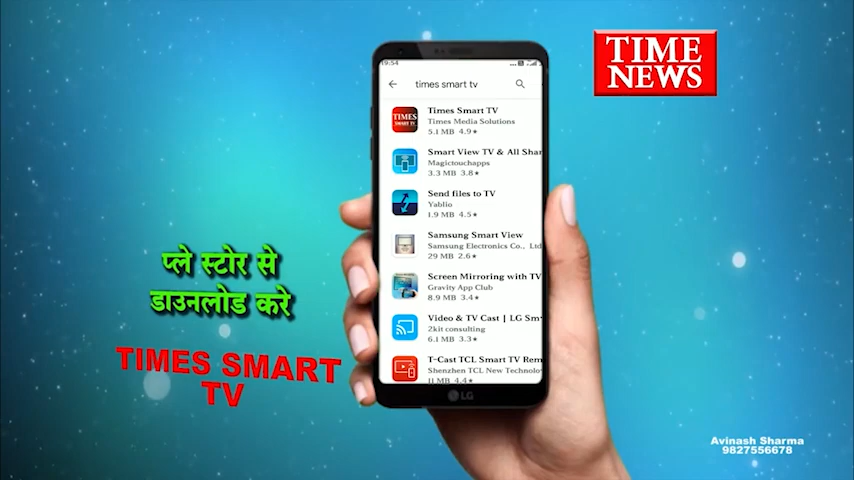 TIME
NEWS
19:54
times smart tv
Times Smart TV
Times Media Solutions
5.1 MB 4.9★
Smart View TV & All Shar
Magictouchapps
3.3 MB 3.8★
Send files to TV
Yablio
1.9 MB 4.5★
Samsung Smart View
Samsung Electronics Co., Ltd
29 MB 2.6★
Screen Mirroring with TV
Gravity App Club
8.9 MB 3.4★
Video & TV Cast | LG Sm
2kit consulting
6.1 MB 3.3★
T-Cast TCL Smart TV Rem
Shenzhen TCL New Technolo
11 MB 4.4★
TIMES
SMART TV
LG
प्ले स्टोर से
डाउनलोड करे
TIMES SMART
TV
Avinash Sharma
9827556678